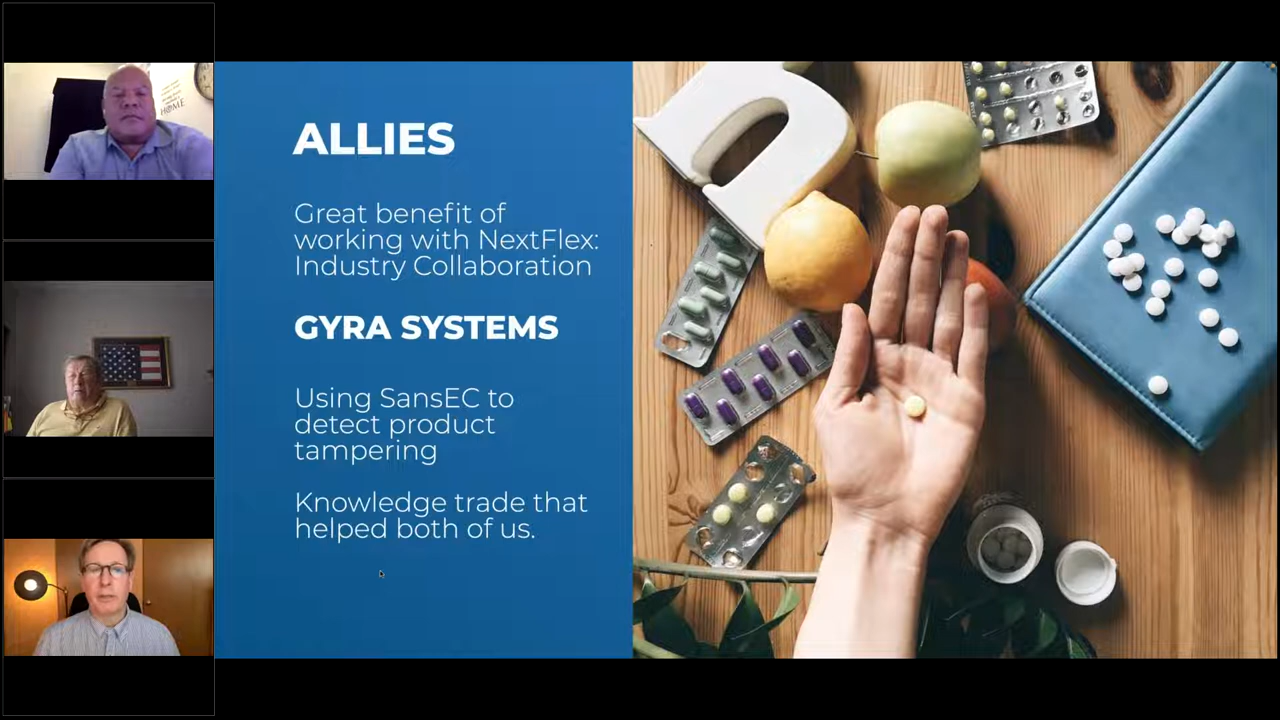 HOME
ALLIES
Great benefit of
working with NextFlex:
Industry Collaboration
GYRA SYSTEMS
Using SansEC to
detect product
tampering
Knowledge trade that
helped both of us.